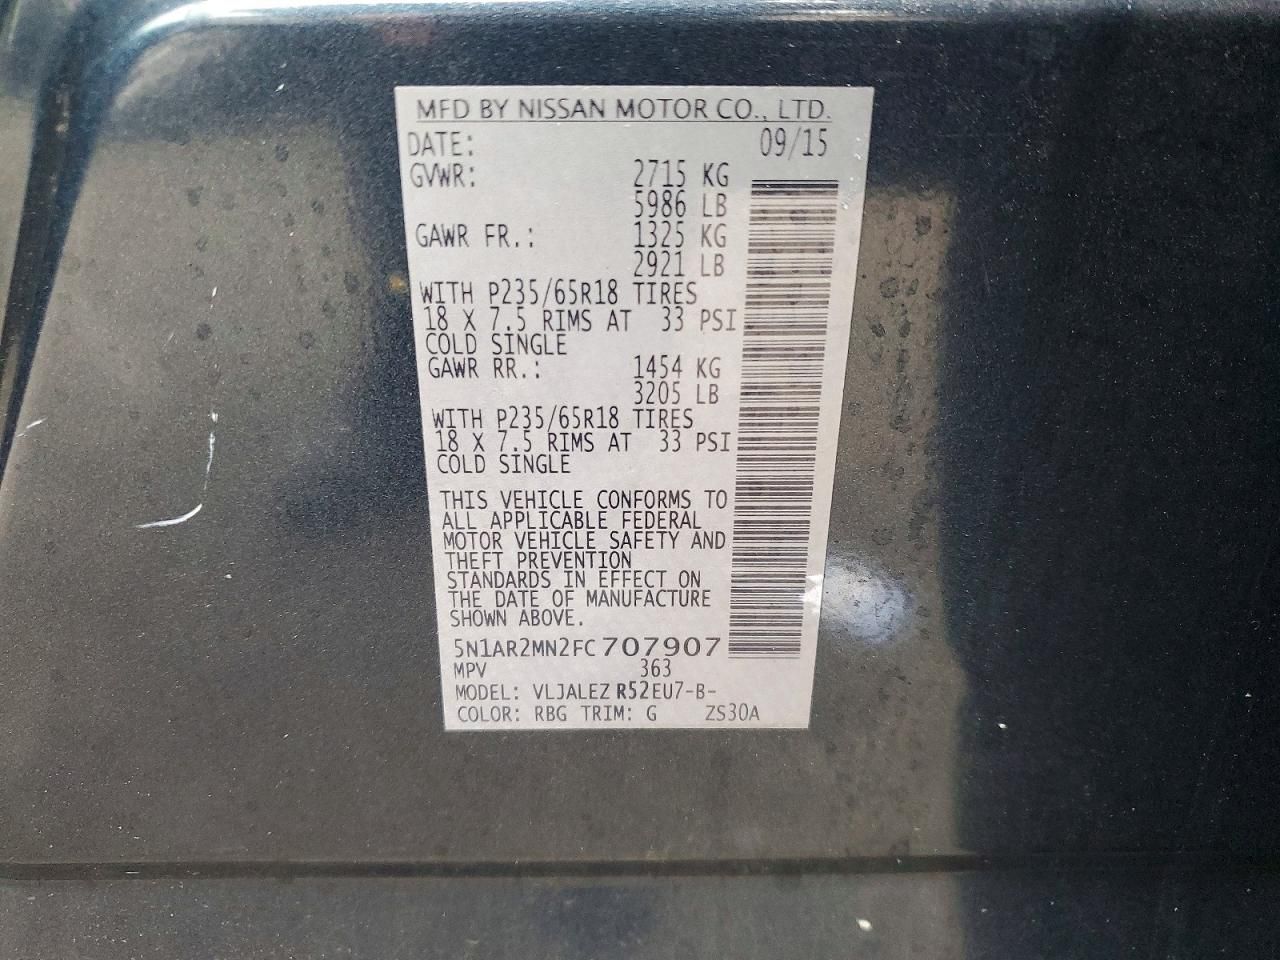 MFD BY NISSAN MOTOR CO., LTD.
DATE: 09/15
GVWR: 2715 KG
5986 LB
GAWR FR.: 1325 KG
2921 LB
WITH P235/65R18 TIRES
18 X 7.5 RIMS AT 33 PSI
COLD SINGLE
GAWR RR.: 1454 KG
3205 LB
WITH P235/65R18 TIRES
18 X 7.5 RIMS AT 33 PSI
COLD SINGLE
THIS VEHICLE CONFORMS TO
ALL APPLICABLE FEDERAL
MOTOR VEHICLE SAFETY AND
THEFT PREVENTION
STANDARDS IN EFFECT ON
THE DATE OF MANUFACTURE
SHOWN ABOVE.
5N1AR2MN2FC707907
MPV 363
MODEL: VLJALEZ R52EU7-B-
COLOR: RBG TRIM: G ZS30A